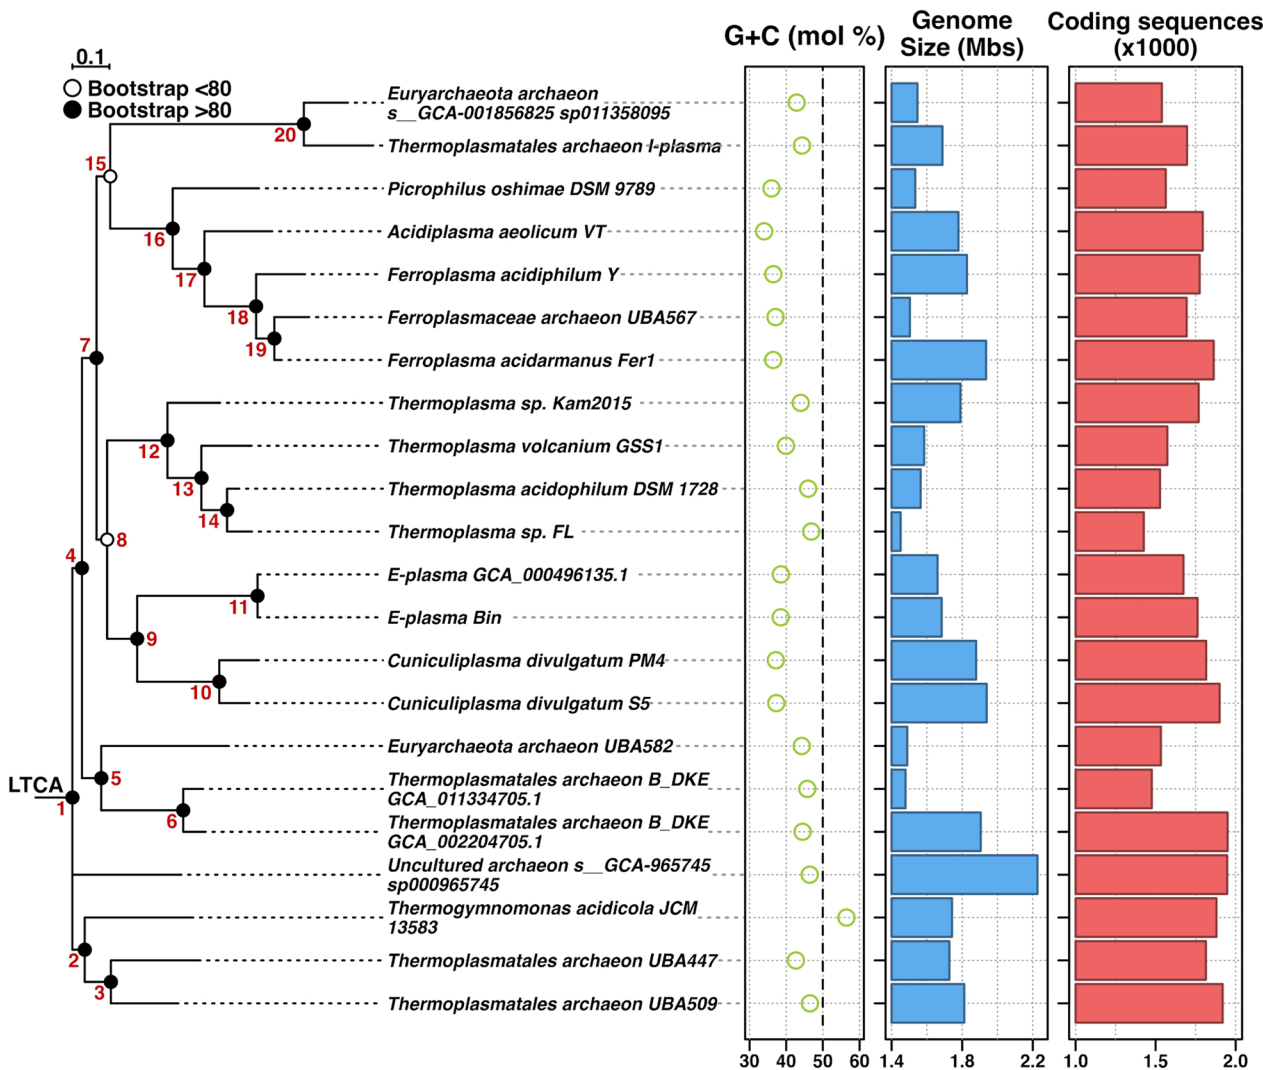 G+C (mol %)
Genome
Size (Mbs)
Coding sequences
(x1000)
0.1
Bootstrap <80
Bootstrap >80
Euryarchaeota archaeon
s__GCA-001856825 sp011358095
20
Thermoplasmatales archaeon I-plasma
15
Picrophilus oshimae DSM 9789
16
Acidiplasma aeolicum VT
17
Ferroplasma acidiphilum Y
18
Ferroplasmaceae archaeon UBA567
19
7
Ferroplasma acidarmanus Fer1
Thermoplasma sp. Kam2015
12
Thermoplasma volcanium GSS1
13
Thermoplasma acidophilum DSM 1728
14
Thermoplasma sp. FL
8
4
E-plasma GCA_000496135.1
11
E-plasma Bin
9
Cuniculiplasma divulgatum PM4
10
Cuniculiplasma divulgatum S5
Euryarchaeota archaeon UBA582
5
Thermoplasmatales archaeon B_DKE
GCA_011334705.1
LTCA
1
6
Thermoplasmatales archaeon B_DKE
GCA_002204705.1
Uncultured archaeon s__GCA-965745
sp000965745
Thermogymnomonas acidicola JCM
13583
2
Thermoplasmatales archaeon UBA447
3
Thermoplasmatales archaeon UBA509
30 40 50 60
1.4 1.8 2.2
1.0 1.5 2.0